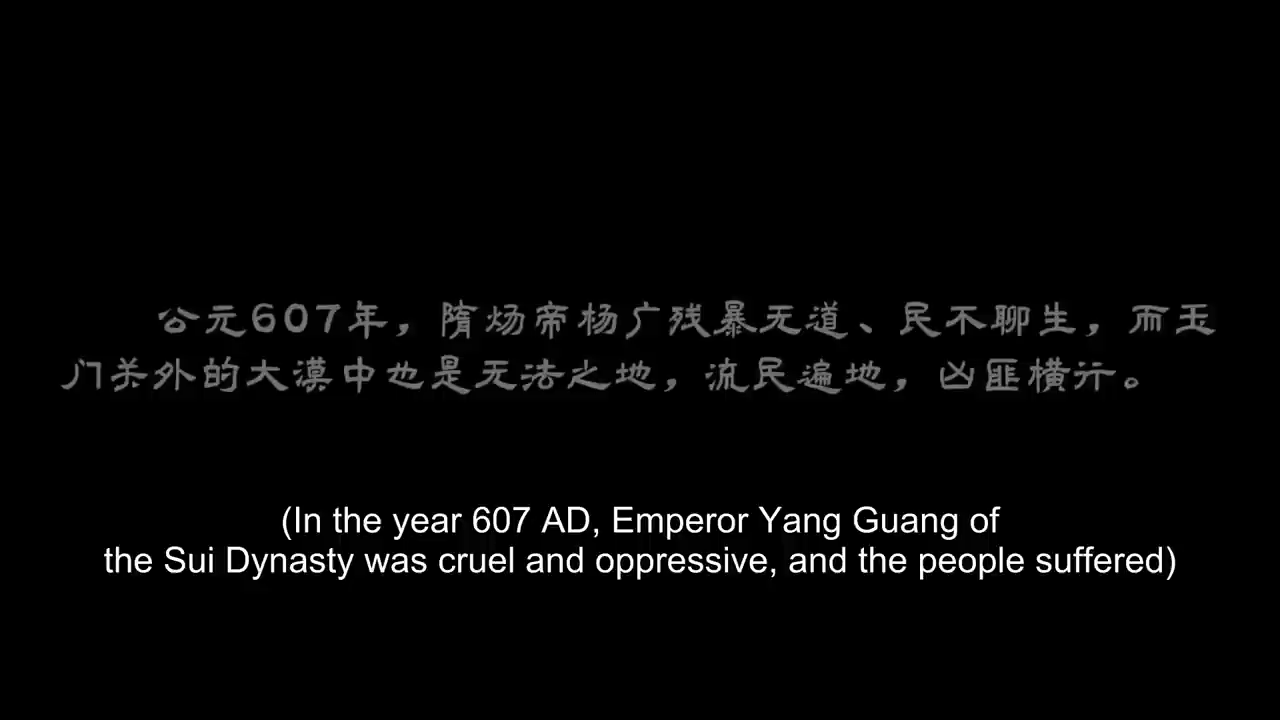 公元607年，隋炀帝杨广残暴无道、民不聊生，而玉
门关外的大漠中也是无法之地，流民遍地，凶匪横行。
(In the year 607 AD, Emperor Yang Guang of
the Sui Dynasty was cruel and oppressive, and the people suffered)